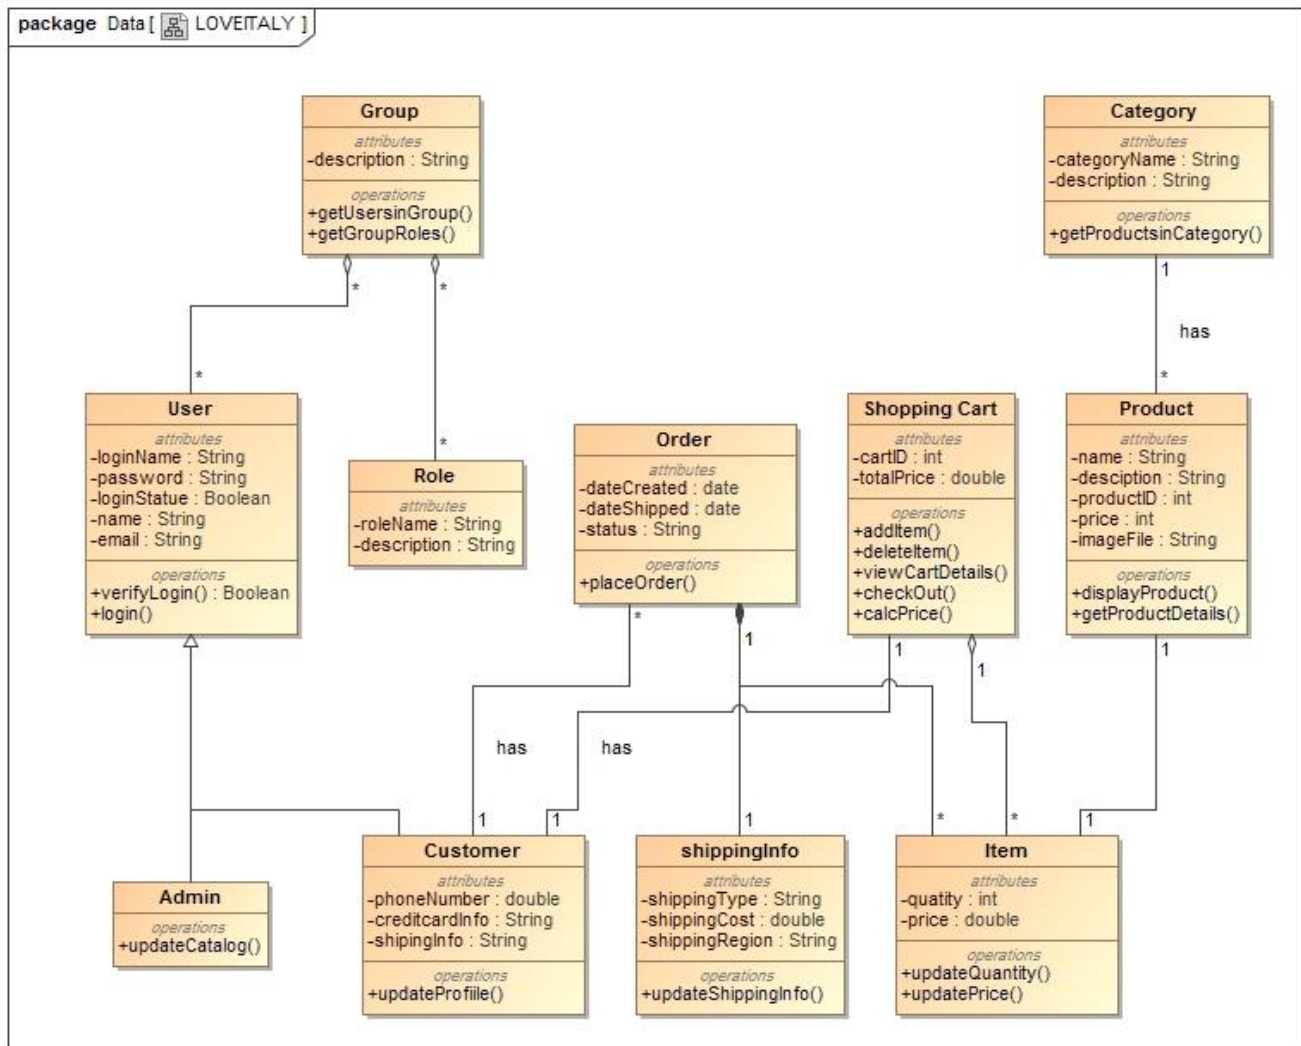 package Data [ LOVEITALY ]
Group
attributes
-description : String
operations
+getUsersinGroup()
+getGroupRoles()
*
*
*
*
Category
attributes
-categoryName : String
-description : String
operations
+getProductsinCategory()
1
has
*
User
attributes
-loginName : String
-password : String
-loginStatue : Boolean
-name : String
-email : String
operations
+verifyLogin() : Boolean
+login()
Role
attributes
-roleName : String
-description : String
Order
attributes
-dateCreated : date
-dateShipped : date
-status : String
operations
+placeOrder()
*
1
Shopping Cart
attributes
-cartID : int
-totalPrice : double
operations
+addItem()
+deleteItem()
+viewCartDetails()
+checkOut()
+calcPrice()
1
1
Product
attributes
-name : String
-desciption : String
-productID : int
-price : int
-imageFile : String
operations
+displayProduct()
+getProductDetails()
1
has
has
1
1
1
*
*
1
Admin
operations
+updateCatalog()
Customer
attributes
-phoneNumber : double
-creditcardInfo : String
-shipingInfo : String
operations
+updateProfiile()
shippingInfo
attributes
-shippingType : String
-shippingCost : double
-shippingRegion : String
operations
+updateShippingInfo()
Item
attributes
-quatity : int
-price : double
operations
+updateQuantity()
+updatePrice()